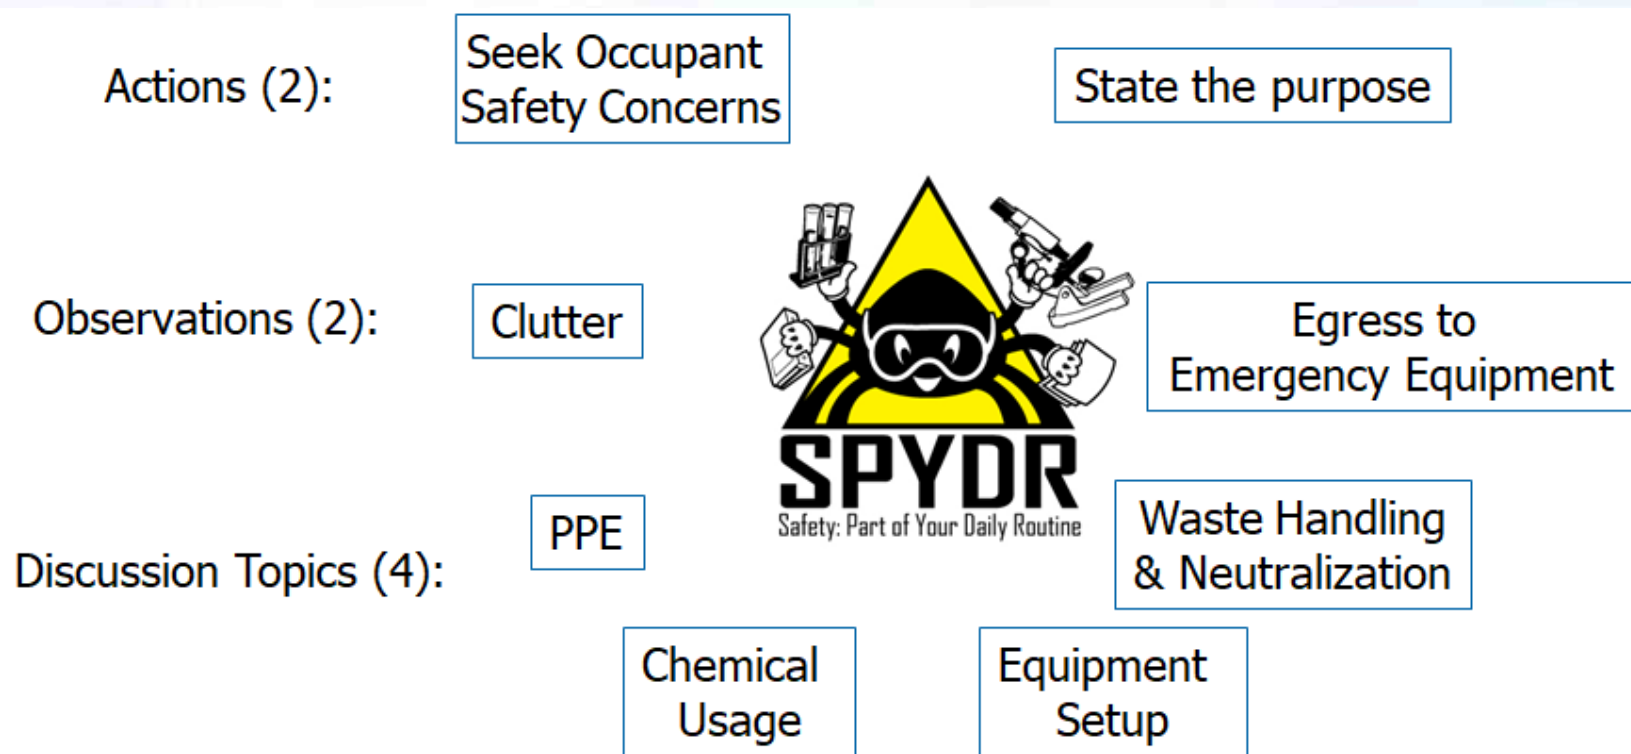 Actions (2):
Seek Occupant
Safety Concerns
State the purpose
Observations (2):
Clutter
Egress to
Emergency Equipment
SPYDR
Safety: Part of Your Daily Routine
Discussion Topics (4):
PPE
Waste Handling
& Neutralization
Chemical
Usage
Equipment
Setup